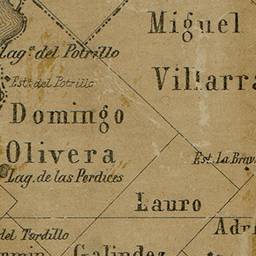 Miguel
Lag.ª del Potrillo
Est.ª del Potrillo
Villarra
Domingo
Olivera
Est. La Brav
Lag. de las Perdices
Lauro
Adr
del Tordillo
Galindez